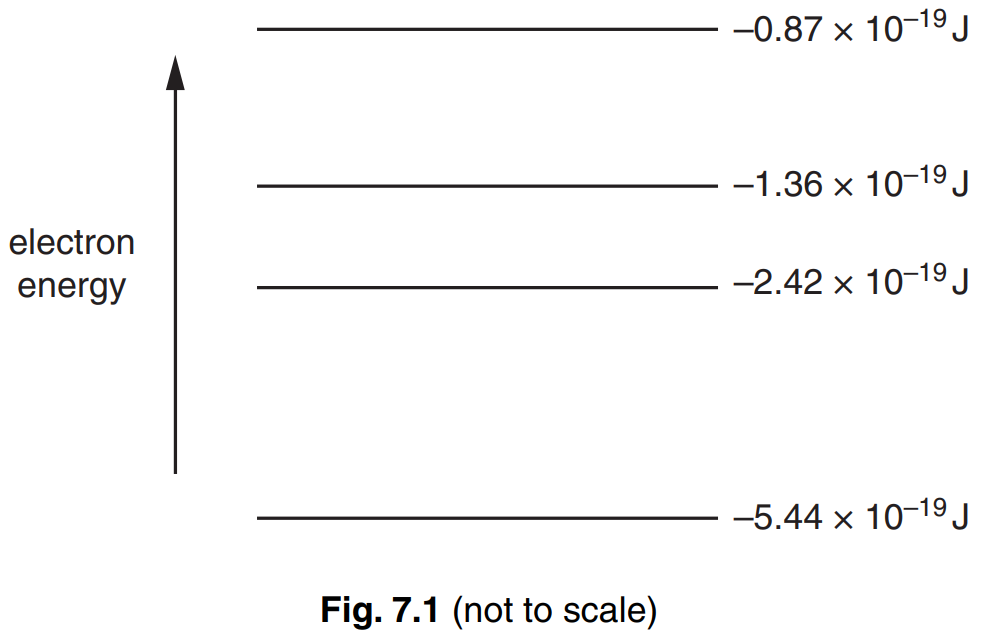 –0.87 × 10⁻¹⁹ J
–1.36 × 10⁻¹⁹ J
electron
energy
–2.42 × 10⁻¹⁹ J
–5.44 × 10⁻¹⁹ J
Fig. 7.1 (not to scale)